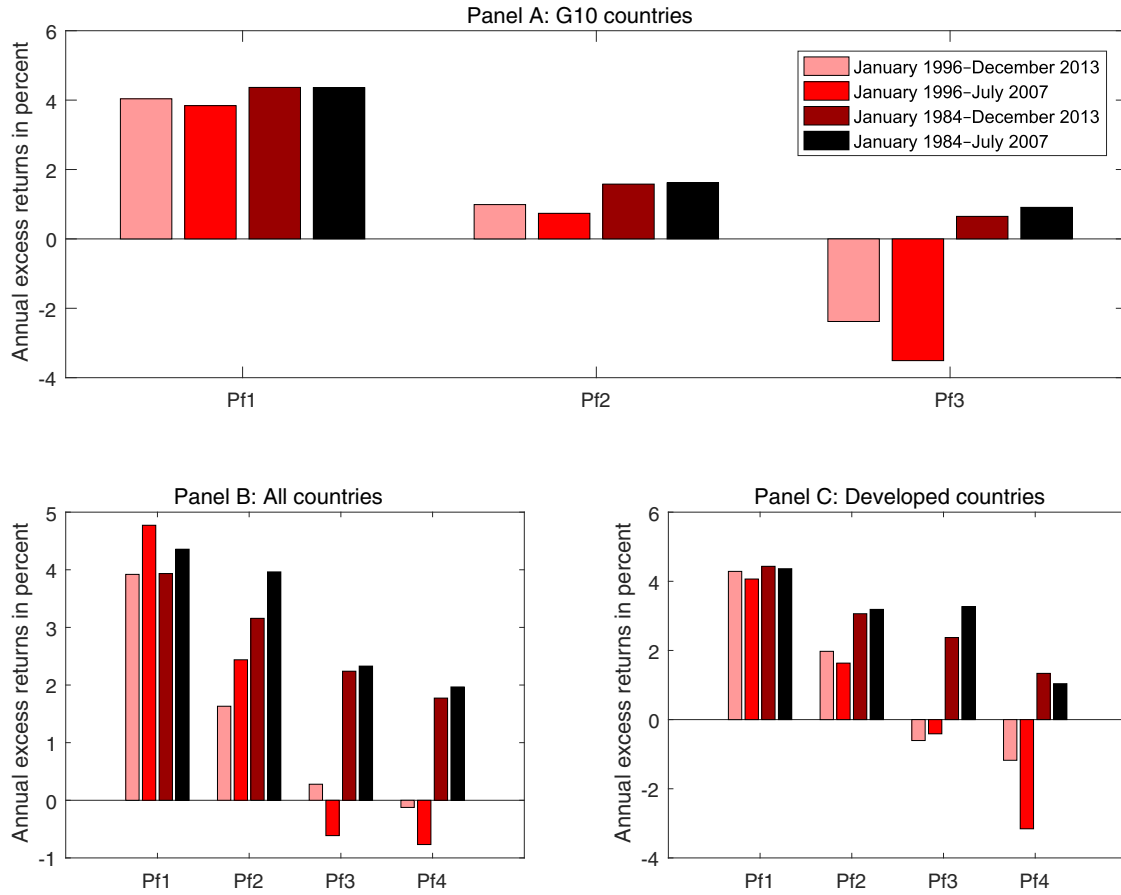 Panel A: G10 countries
Annual excess returns in percent
6
4
2
0
-2
-4
January 1996–December 2013
January 1996–July 2007
January 1984–December 2013
January 1984–July 2007
Pf1
Pf2
Pf3
Panel B: All countries
Annual excess returns in percent
5
4
3
2
1
0
-1
Pf1
Pf2
Pf3
Pf4
Panel C: Developed countries
Annual excess returns in percent
6
4
2
0
-2
-4
Pf1
Pf2
Pf3
Pf4